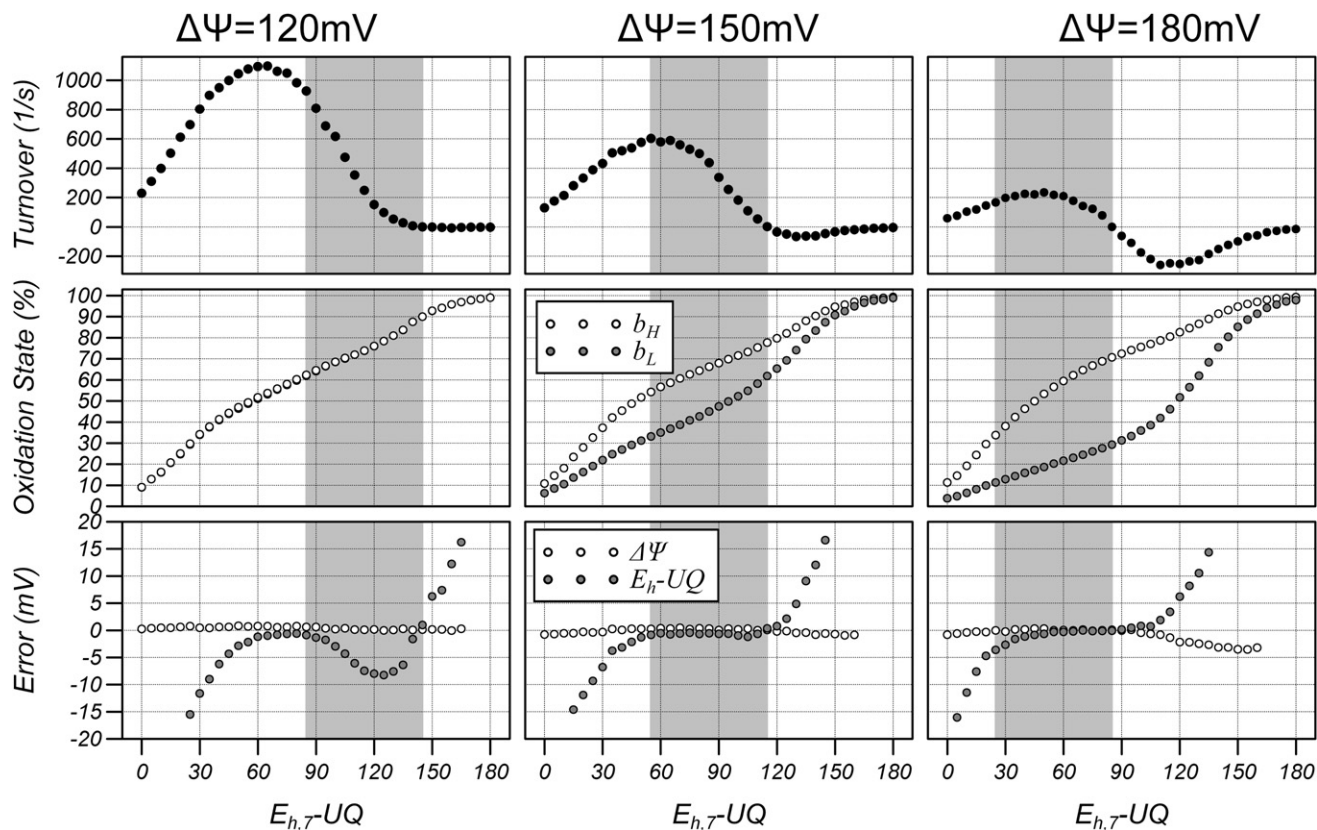 ΔΨ=120mV ΔΨ=150mV ΔΨ=180mV
Turnover (1/s)
1000
800
600
400
200
0
-200
Oxidation State (%)
100
90
80
70
60
50
40
30
20
10
0
b_H
b_L
Error (mV)
20
15
10
5
0
-5
-10
-15
-20
ΔΨ
E_h-UQ
0 30 60 90 120 150 180 0 30 60 90 120 150 180 0 30 60 90 120 150 180
E_h,7-UQ E_h,7-UQ E_h,7-UQ